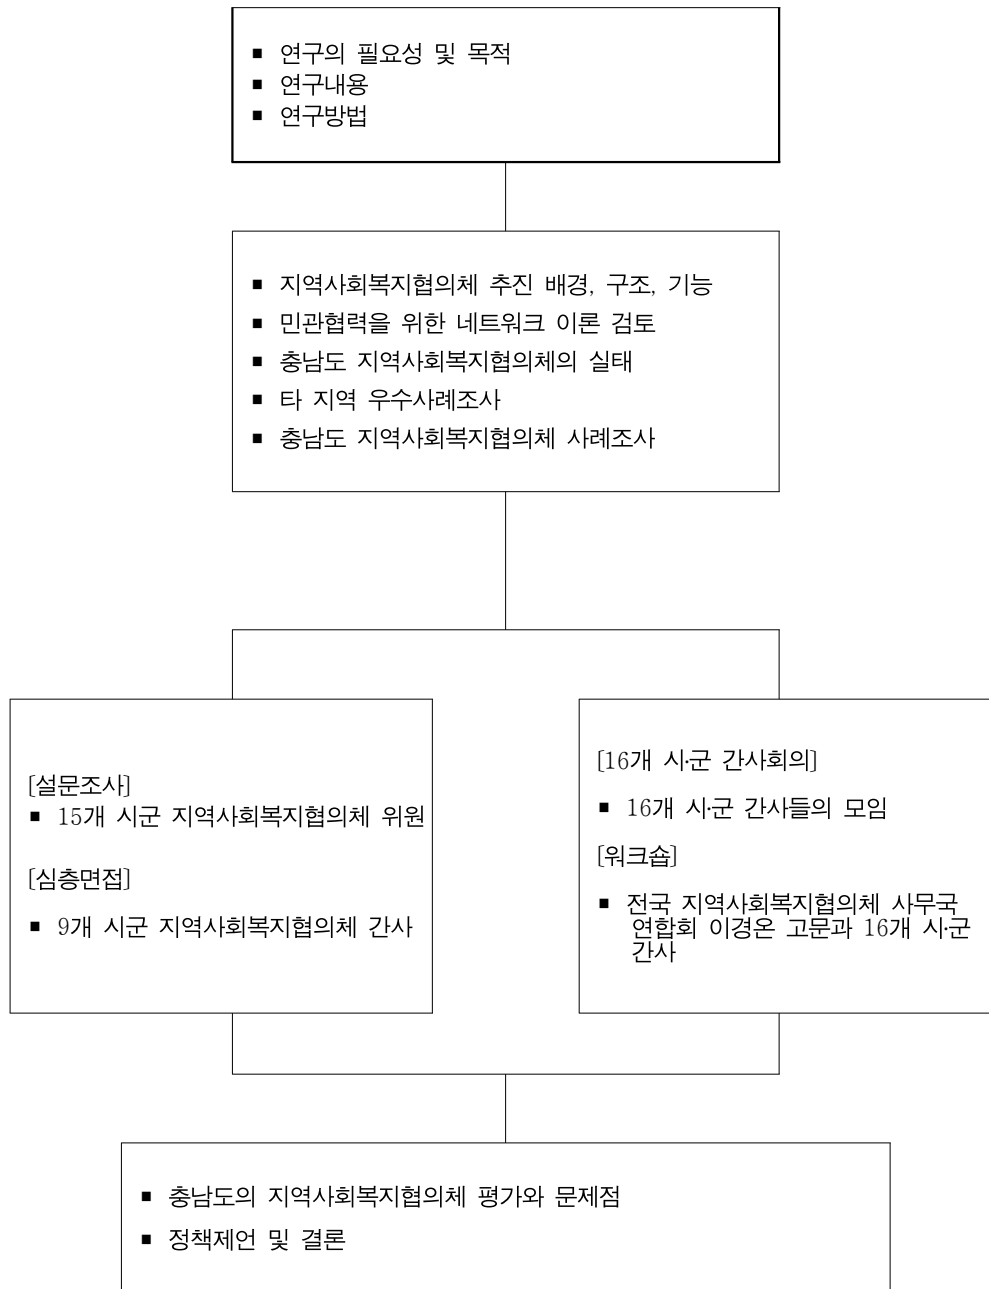 ▪ 연구의 필요성 및 목적
▪ 연구내용
▪ 연구방법
▪ 지역사회복지협의체 추진 배경, 구조, 기능
▪ 민관협력을 위한 네트워크 이론 검토
▪ 충남도 지역사회복지협의체의 실태
▪ 타 지역 우수사례조사
▪ 충남도 지역사회복지협의체 사례조사
[설문조사]
▪ 15개 시군 지역사회복지협의체 위원
[심층면접]
▪ 9개 시군 지역사회복지협의체 간사
[16개 시·군 간사회의]
▪ 16개 시·군 간사들의 모임
[워크숍]
▪ 전국 지역사회복지협의체 사무국
연합회 이경온 고문과 16개 시·군
간사
▪ 충남도의 지역사회복지협의체 평가와 문제점
▪ 정책제언 및 결론